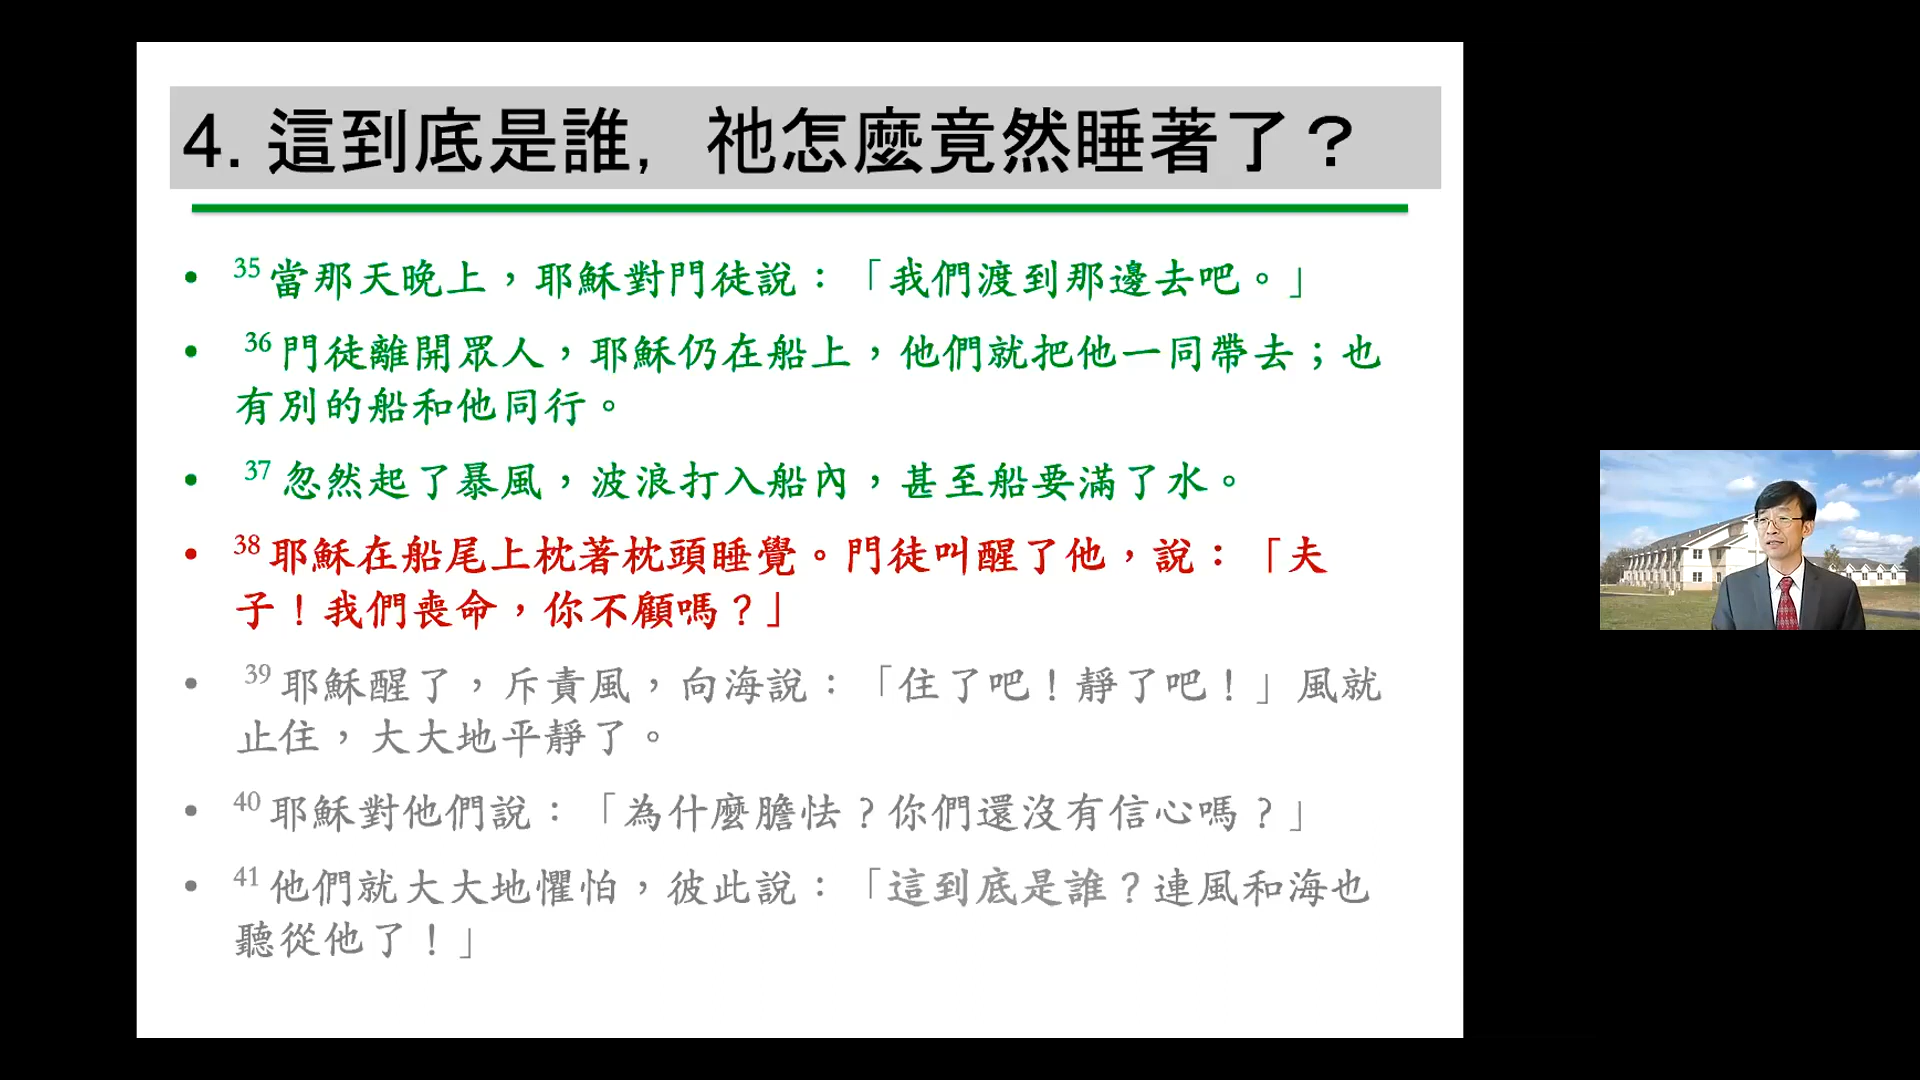 4. 這到底是誰,  祂怎麼竟然睡著了？
• 35 當那天晚上，耶穌對門徒說：「我們渡到那邊去吧。」
• 36 門徒離開眾人，耶穌仍在船上，他們就把他一同帶去；也
有別的船和他同行。
• 37 忽然起了暴風，波浪打入船內，甚至船要滿了水。
• 38 耶穌在船尾上枕著枕頭睡覺。門徒叫醒了他，說：「夫
子！我們喪命，你不顧嗎？」
• 39 耶穌醒了，斥責風，向海說：「住了吧！靜了吧！」風就
止住，大大地平靜了。
• 40 耶穌對他們說：「為什麼膽怯？你們還沒有信心嗎？」
• 41 他們就大大地懼怕，彼此說：「這到底是誰？連風和海也
聽從他了！」